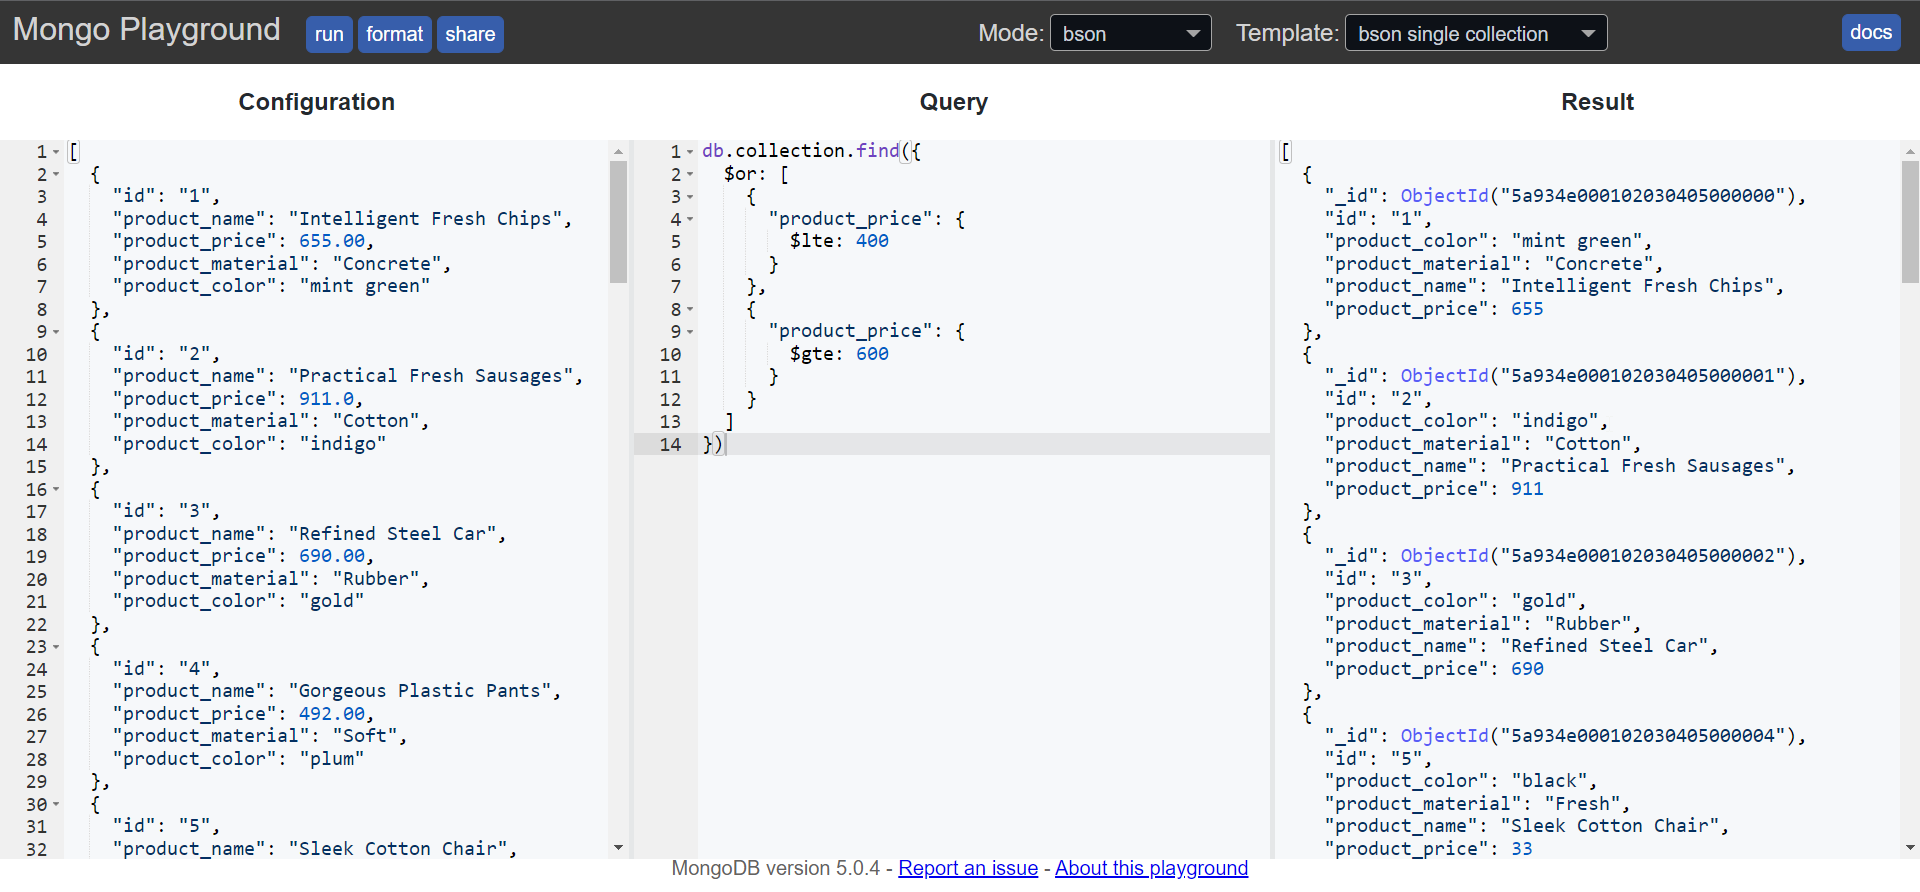 Mongo Playground run format share Mode: bson Template: bson single collection docs
Configuration
1 [
2 {
3 "id": "1",
4 "product_name": "Intelligent Fresh Chips",
5 "product_price": 655.00,
6 "product_material": "Concrete",
7 "product_color": "mint green"
8 },
9 {
10 "id": "2",
11 "product_name": "Practical Fresh Sausages",
12 "product_price": 911.0,
13 "product_material": "Cotton",
14 "product_color": "indigo"
15 },
16 {
17 "id": "3",
18 "product_name": "Refined Steel Car",
19 "product_price": 690.00,
20 "product_material": "Rubber",
21 "product_color": "gold"
22 },
23 {
24 "id": "4",
25 "product_name": "Gorgeous Plastic Pants",
26 "product_price": 492.00,
27 "product_material": "Soft",
28 "product_color": "plum"
29 },
30 {
31 "id": "5",
32 "product_name": "Sleek Cotton Chair",
Query
1 db.collection.find({
2 $or: [
3 {
4 "product_price": {
5 $lte: 400
6 }
7 },
8 {
9 "product_price": {
10 $gte: 600
11 }
12 }
13 ]
14 })
Result
[
{
"_id": ObjectId("5a934e000102030405000000"),
"id": "1",
"product_color": "mint green",
"product_material": "Concrete",
"product_name": "Intelligent Fresh Chips",
"product_price": 655
},
{
"_id": ObjectId("5a934e000102030405000001"),
"id": "2",
"product_color": "indigo",
"product_material": "Cotton",
"product_name": "Practical Fresh Sausages",
"product_price": 911
},
{
"_id": ObjectId("5a934e000102030405000002"),
"id": "3",
"product_color": "gold",
"product_material": "Rubber",
"product_name": "Refined Steel Car",
"product_price": 690
},
{
"_id": ObjectId("5a934e000102030405000004"),
"id": "5",
"product_color": "black",
"product_material": "Fresh",
"product_name": "Sleek Cotton Chair",
"product_price": 33
MongoDB version 5.0.4 - Report an issue - About this playground